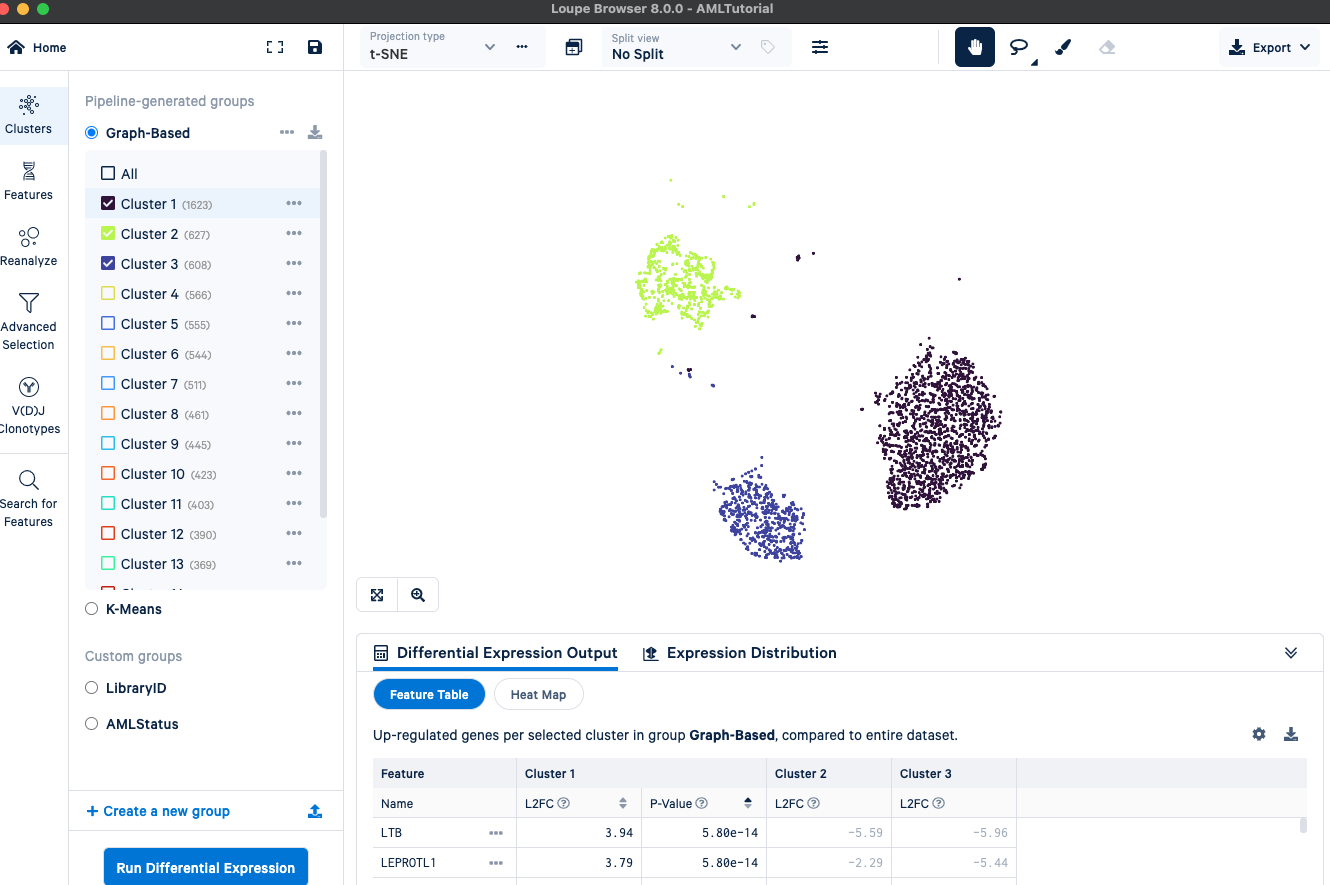 Loupe Browser 8.0.0 - AMLTutorial
Home
Projection type
t-SNE
Split view
No Split
Export
Clusters
Features
Reanalyze
Advanced
Selection
V(D)J
Clonotypes
Search for
Features
Pipeline-generated groups
Graph-Based
All
Cluster 1 (1623)
Cluster 2 (627)
Cluster 3 (608)
Cluster 4 (566)
Cluster 5 (555)
Cluster 6 (544)
Cluster 7 (511)
Cluster 8 (461)
Cluster 9 (445)
Cluster 10 (423)
Cluster 11 (403)
Cluster 12 (390)
Cluster 13 (369)
K-Means
Custom groups
LibraryID
AMLStatus
+ Create a new group
Run Differential Expression
Differential Expression Output
Expression Distribution
Feature Table
Heat Map
Up-regulated genes per selected cluster in group Graph-Based, compared to entire dataset.
Feature Cluster 1 Cluster 2 Cluster 3
Name L2FC P-Value L2FC L2FC
LTB 3.94 5.80e-14 -5.59 -5.96
LEPROTL1 3.79 5.80e-14 -2.29 -5.44